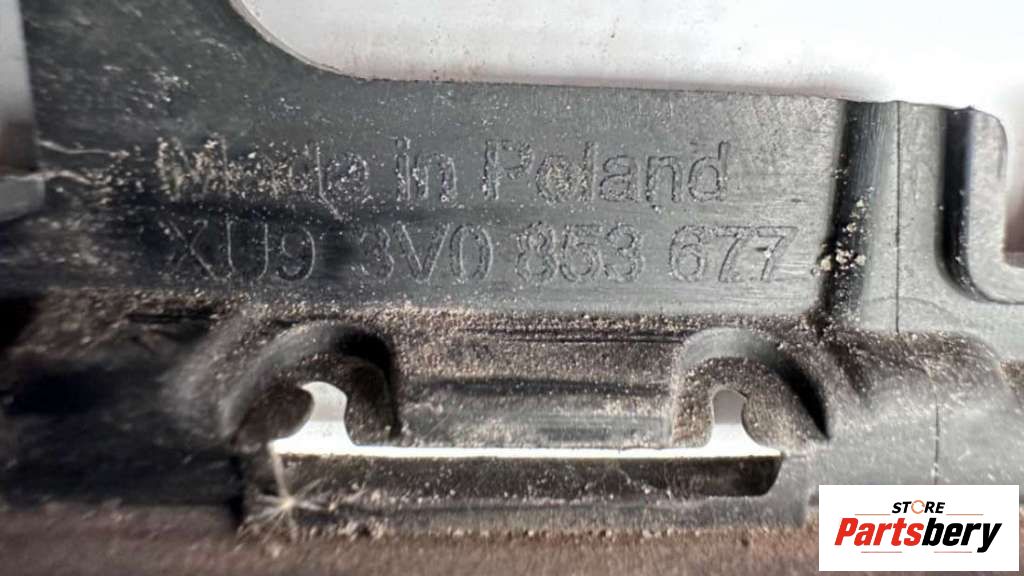 Made in Poland
XU9 3V0 853 677
STORE
Partsbery